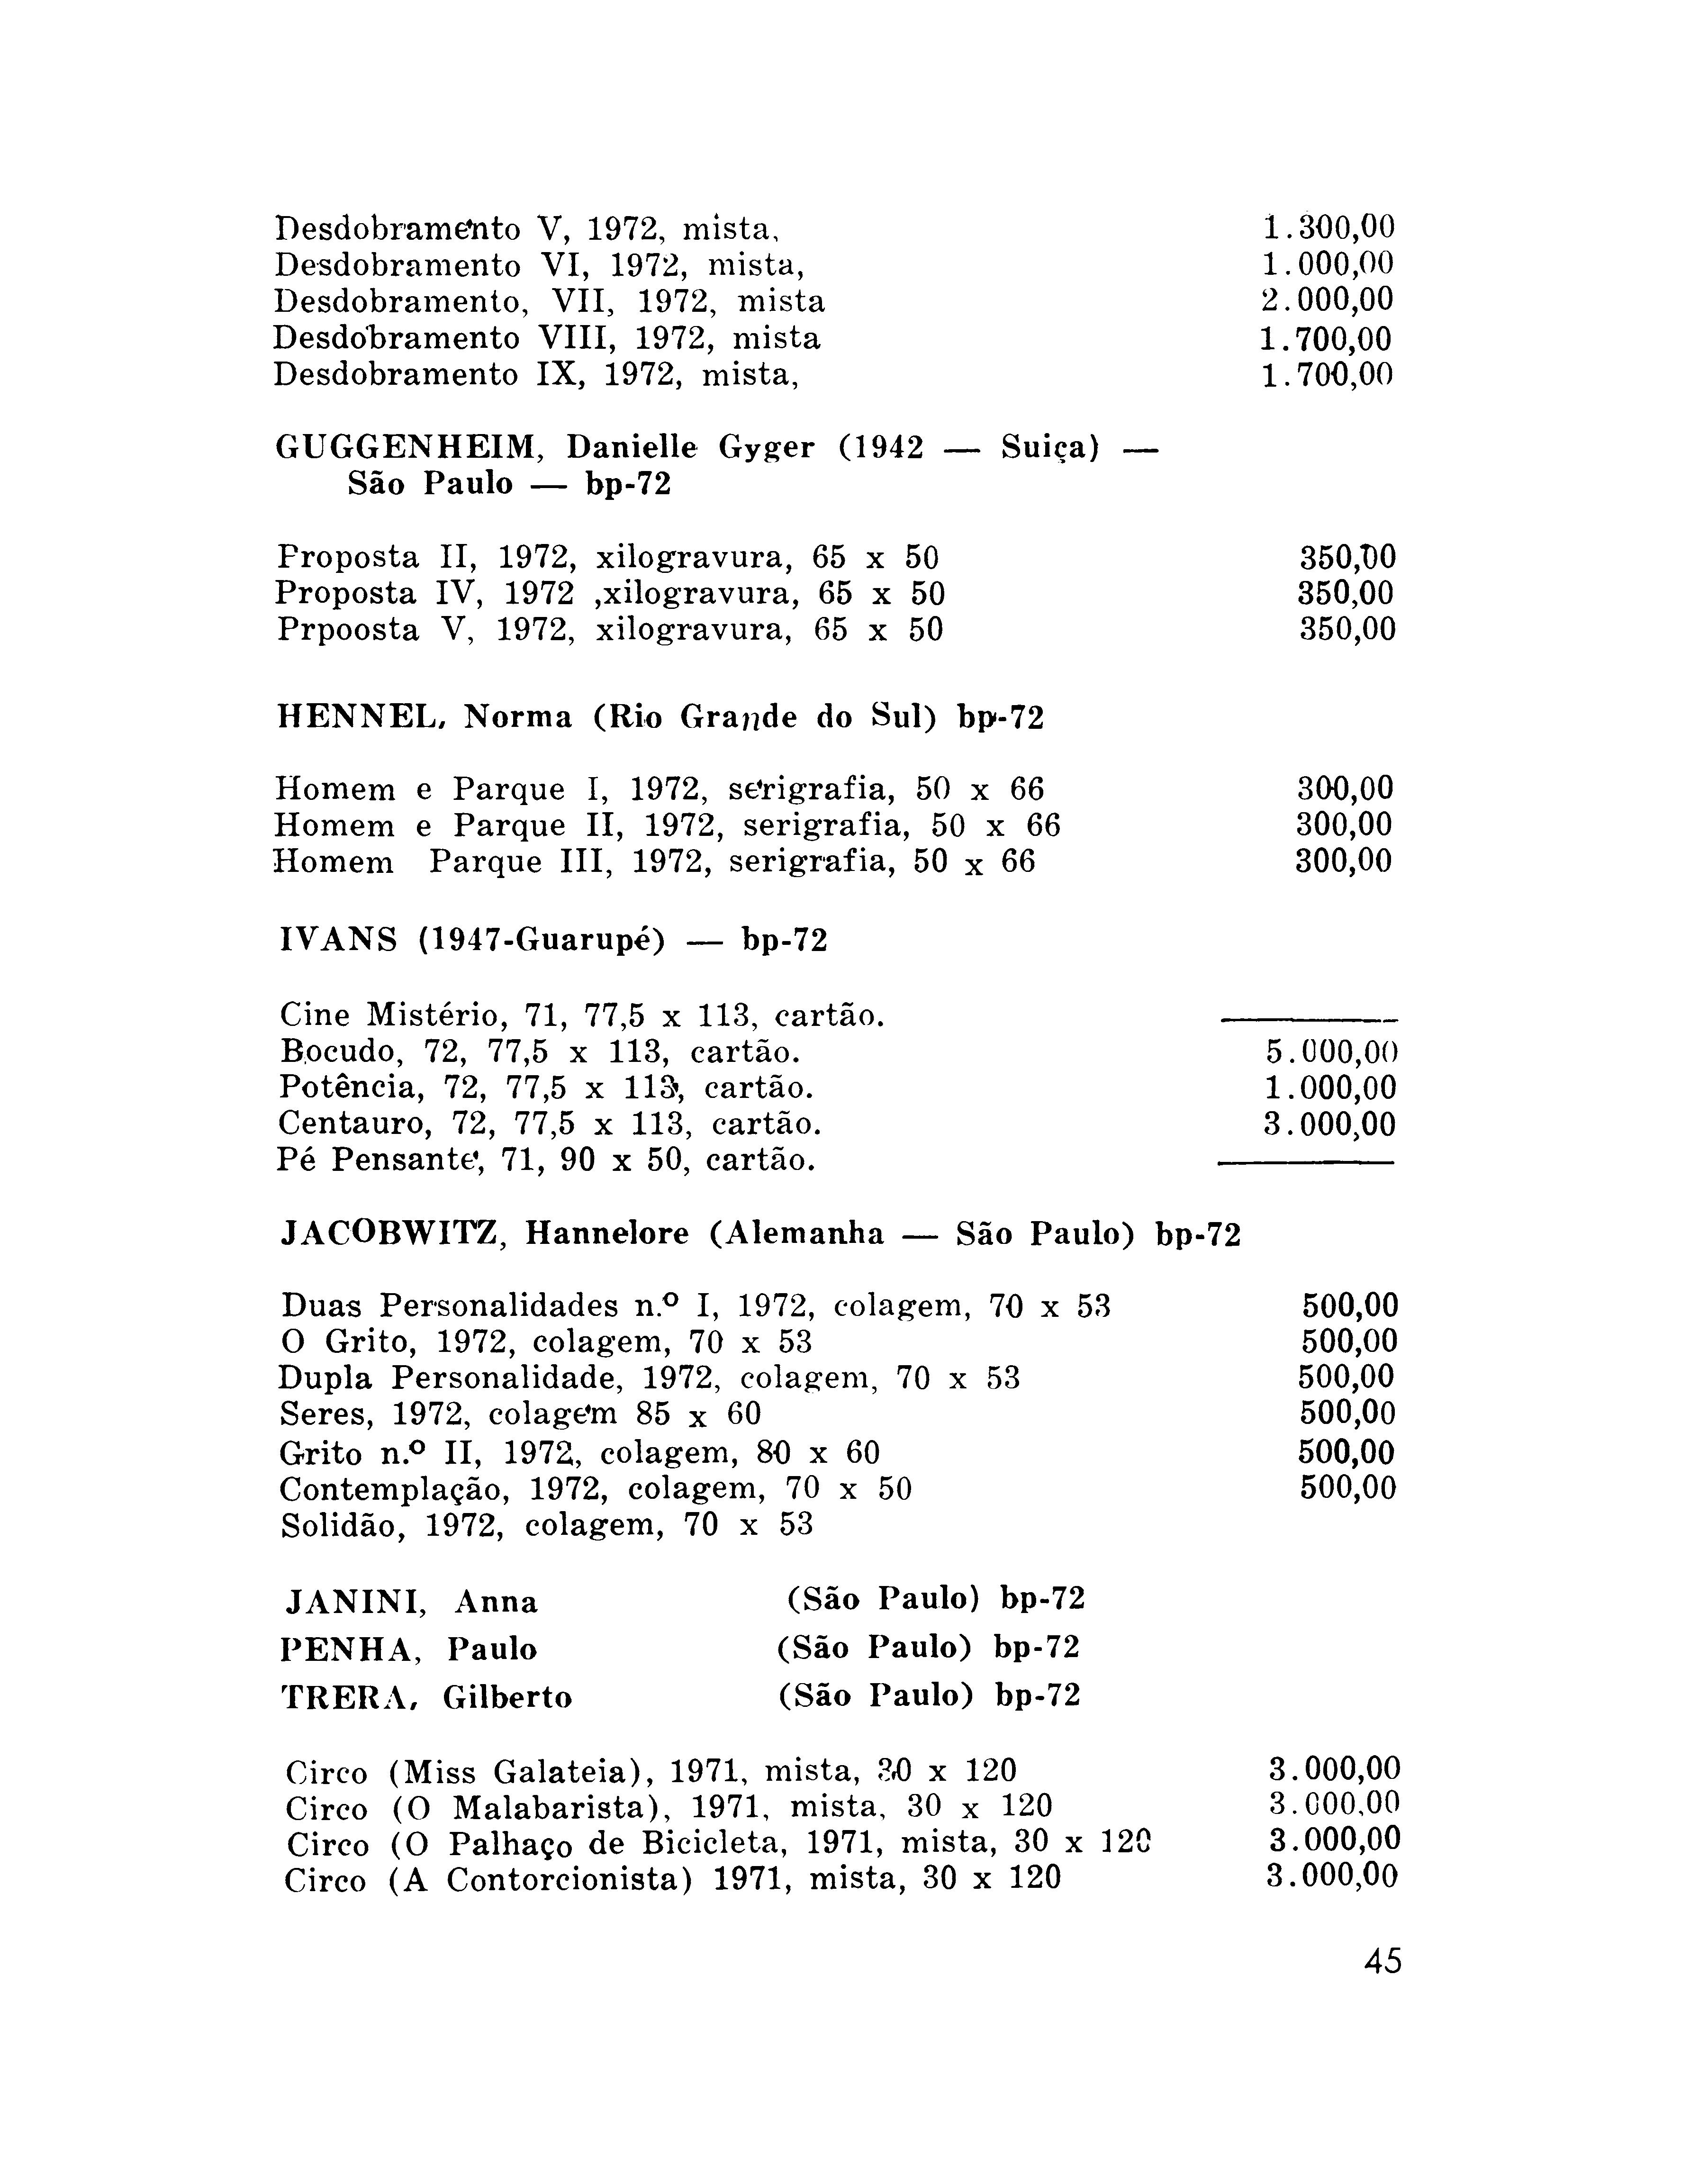 Desdobramento V, 1972, mista, 1.300,00
Desdobramento VI, 1972, mista, 1.000,00
Desdobramento, VII, 1972, mista 2.000,00
Desdobramento VIII, 1972, mista 1.700,00
Desdobramento IX, 1972, mista, 1.700,00
GUGGENHEIM, Danielle Gyger (1942 — Suiça) —
São Paulo — bp-72
Proposta II, 1972, xilogravura, 65 x 50 350,00
Proposta IV, 1972 ,xilogravura, 65 x 50 350,00
Prpoosta V, 1972, xilogravura, 65 x 50 350,00
HENNEL, Norma (Rio Grande do Sul) bp-72
Homem e Parque I, 1972, serigrafia, 50 x 66 300,00
Homem e Parque II, 1972, serigrafia, 50 x 66 300,00
Homem Parque III, 1972, serigrafia, 50 x 66 300,00
IVANS (1947-Guarupé) — bp-72
Cine Mistério, 71, 77,5 x 113, cartão.
Bocudo, 72, 77,5 x 113, cartão. 5.000,00
Potência, 72, 77,5 x 113, cartão. 1.000,00
Centauro, 72, 77,5 x 113, cartão. 3.000,00
Pé Pensante, 71, 90 x 50, cartão.
JACOBWITZ, Hannelore (Alemanha — São Paulo) bp-72
Duas Personalidades n.º I, 1972, colagem, 70 x 53 500,00
O Grito, 1972, colagem, 70 x 53 500,00
Dupla Personalidade, 1972, colagem, 70 x 53 500,00
Seres, 1972, colagem 85 x 60 500,00
Grito n.º II, 1972, colagem, 80 x 60 500,00
Contemplação, 1972, colagem, 70 x 50 500,00
Solidão, 1972, colagem, 70 x 53
JANINI, Anna (São Paulo) bp-72
PENHA, Paulo (São Paulo) bp-72
TRERA, Gilberto (São Paulo) bp-72
Circo (Miss Galateia), 1971, mista, 30 x 120 3.000,00
Circo (O Malabarista), 1971, mista, 30 x 120 3.000,00
Circo (O Palhaço de Bicicleta, 1971, mista, 30 x 120 3.000,00
Circo (A Contorcionista) 1971, mista, 30 x 120 3.000,00
45